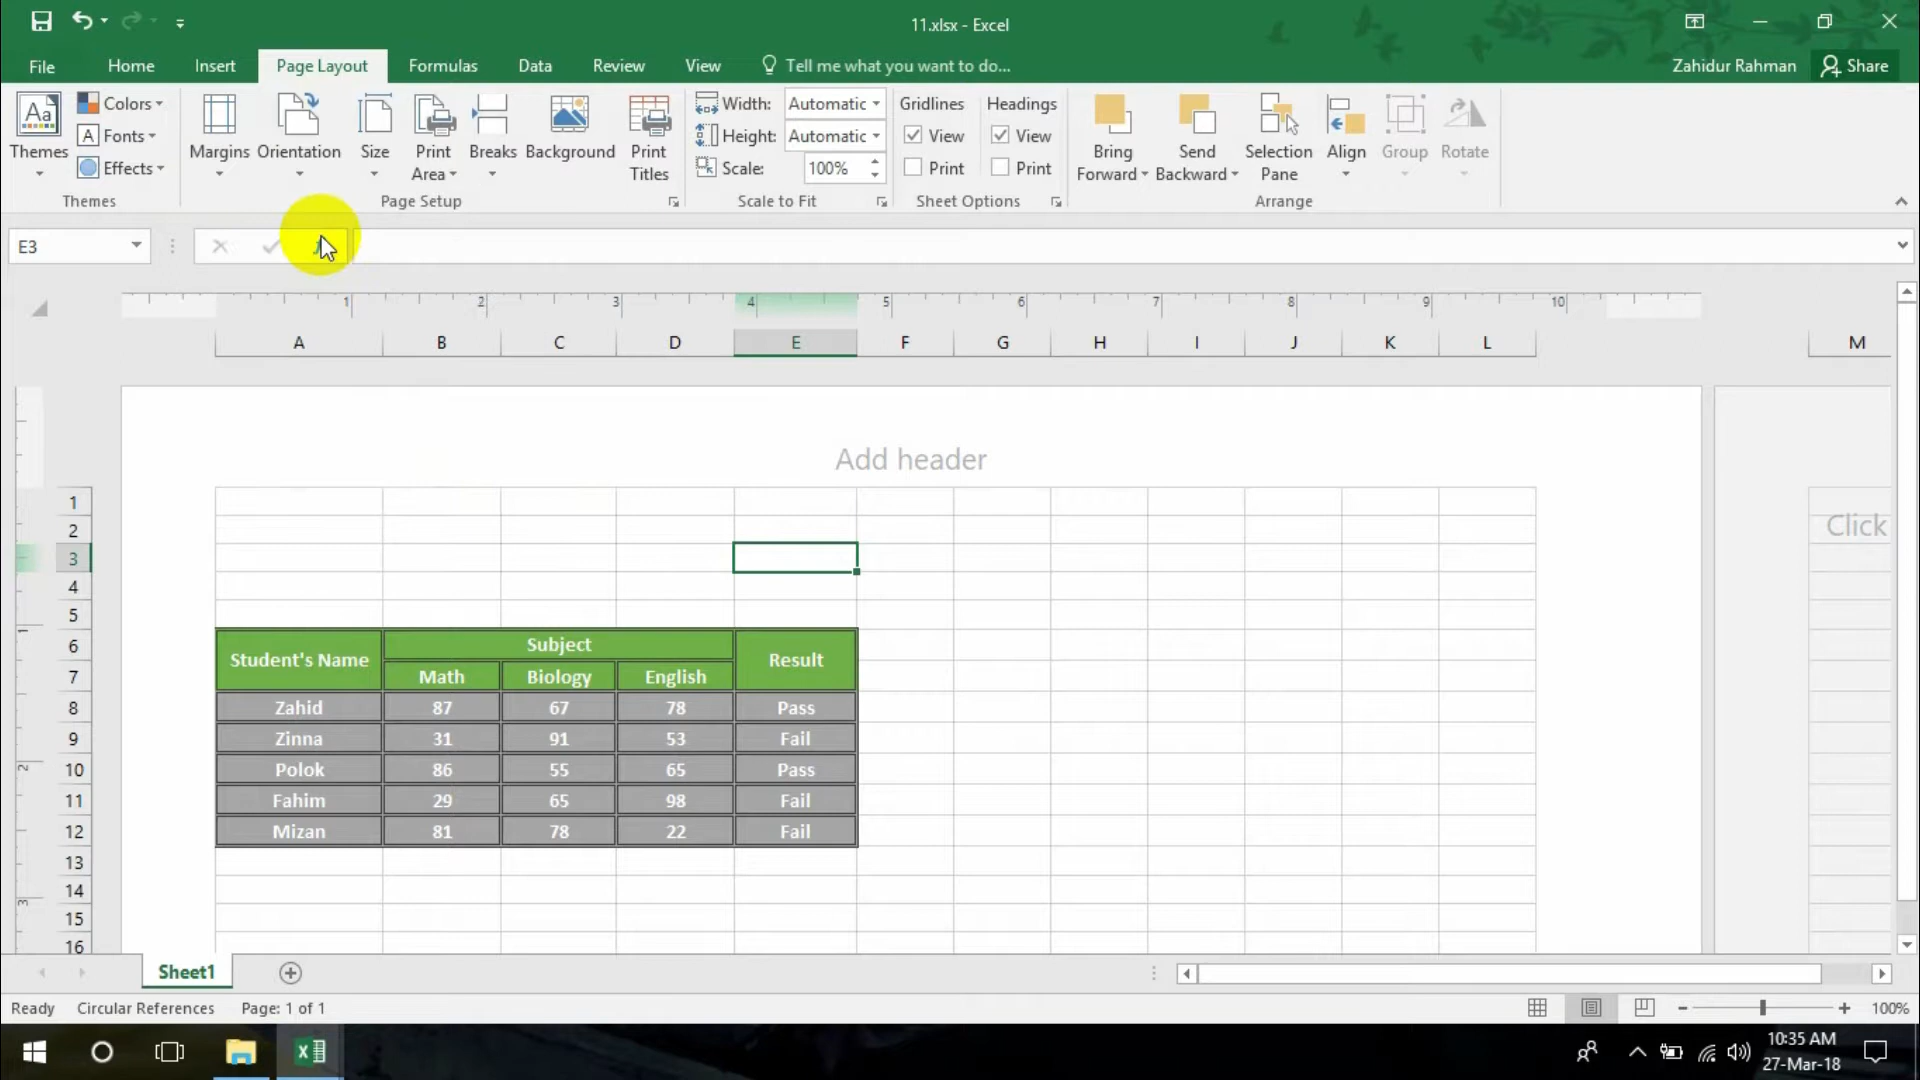 11.xlsx - Excel
File Home Insert Page Layout Formulas Data Review View Tell me what you want to do... Zahidur Rahman Share
Aa Themes
Colors
A Fonts
Effects
Themes
Margins Orientation Size Print Area Breaks Background Print Titles
Page Setup
Width: Automatic
Height: Automatic
Scale: 100%
Scale to Fit
Gridlines Headings
View View
Print Print
Sheet Options
Bring Forward Send Backward Selection Pane Align Group Rotate
Arrange
E3
1 2 3 4 5 6 7 8 9 10
A B C D E F G H I J K L M
Add header
Click
1
2
3
4
5
6 Student's Name Subject Result
7 Math Biology English
8 Zahid 87 67 78 Pass
9 Zinna 31 91 53 Fail
10 Polok 86 55 65 Pass
11 Fahim 29 65 98 Fail
12 Mizan 81 78 22 Fail
13
14
15
16
1
2
3
Sheet1
Ready Circular References Page: 1 of 1 100%
10:35 AM
27-Mar-18